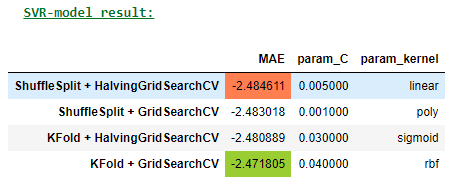 SVR-model result:
MAE param_C param_kernel
ShuffleSplit + HalvingGridSearchCV -2.484611 0.005000 linear
ShuffleSplit + GridSearchCV -2.483018 0.001000 poly
KFold + HalvingGridSearchCV -2.480889 0.030000 sigmoid
KFold + GridSearchCV -2.471805 0.040000 rbf